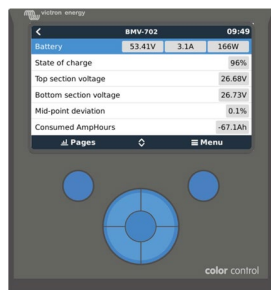 victron energy
BMV-702 09:49
Battery 53.41V 3.1A 166W
State of charge 96%
Top section voltage 26.68V
Bottom section voltage 26.73V
Mid-point deviation 0.1%
Consumed AmpHours -67.1Ah
Pages Menu
color control